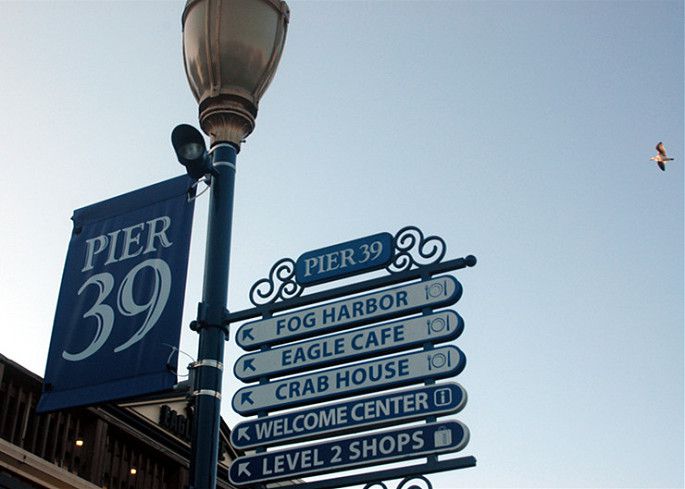 PIER
39
PIER 39
FOG HARBOR
EAGLE CAFE
CRAB HOUSE
WELCOME CENTER i
LEVEL 2 SHOPS